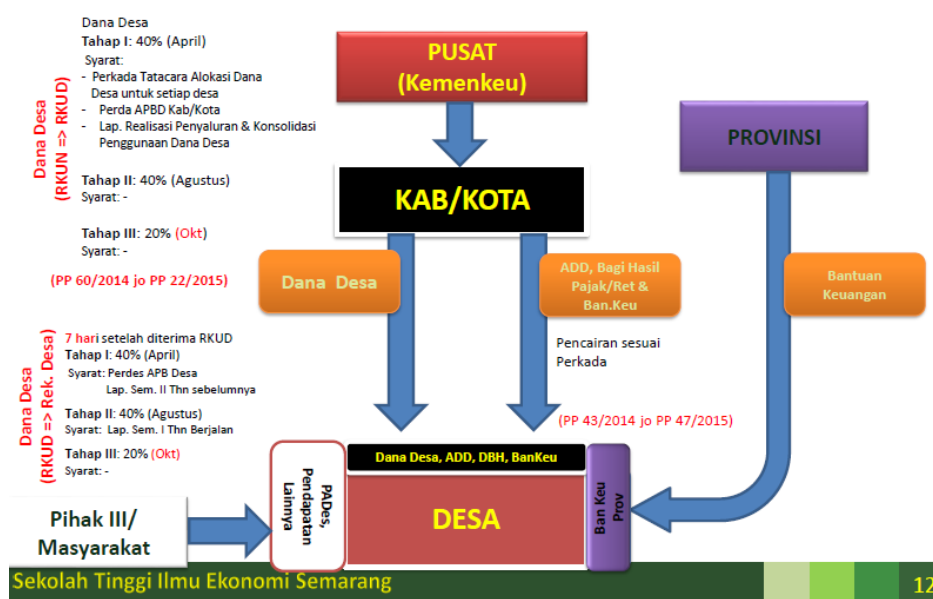 Dana Desa
Tahap I: 40% (April)
Syarat:
- Perkada Tatacara Alokasi Dana
Desa untuk setiap desa
- Perda APBD Kab/Kota
- Lap. Realisasi Penyaluran & Konsolidasi
Penggunaan Dana Desa
Tahap II: 40% (Agustus)
Syarat: -
Tahap III: 20% (Okt)
Syarat: -
Dana Desa
(RKUN => RKUD)
(PP 60/2014 jo PP 22/2015)
PUSAT
(Kemenkeu)
PROVINSI
KAB/KOTA
Dana Desa
ADD, Bagi Hasil
Pajak/Ret &
Ban.Keu
Bantuan
Keuangan
Pencairan sesuai
Perkada
(PP 43/2014 jo PP 47/2015)
Dana Desa
(RKUD => Rek. Desa)
7 hari setelah diterima RKUD
Tahap I: 40% (April)
Syarat: Perdes APB Desa
Lap. Sem. II Thn sebelumnya
Tahap II: 40% (Agustus)
Syarat: Lap. Sem. I Thn Berjalan
Tahap III: 20% (Okt)
Syarat: -
Pihak III/
Masyarakat
PADes,
Pendapatan
Lainnya
Dana Desa, ADD, DBH, BanKeu
DESA
Ban Keu
Prov
Sekolah Tinggi Ilmu Ekonomi Semarang
12